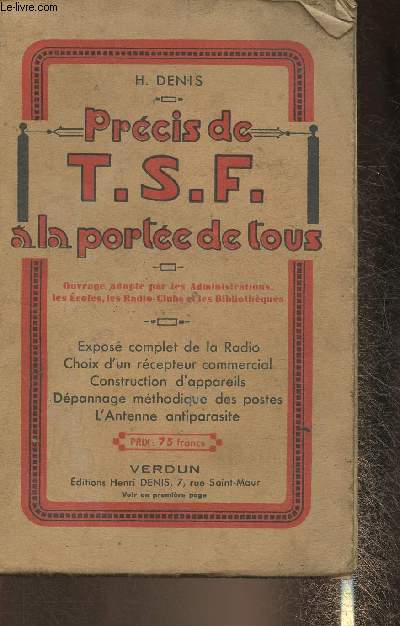 Le-livre.com
H. DENIS
Précis de
T.S.F.
à la portée de tous
Ouvrage adopté par les Administrations,
les Écoles, les Radio-Clubs et les Bibliothèques
Exposé complet de la Radio
Choix d'un récepteur commercial
Construction d'appareils
Dépannage méthodique des postes
L'Antenne antiparasite
PRIX : 75 francs
VERDUN
Éditions Henri DENIS, 7, rue Saint-Maur
Voir en première page